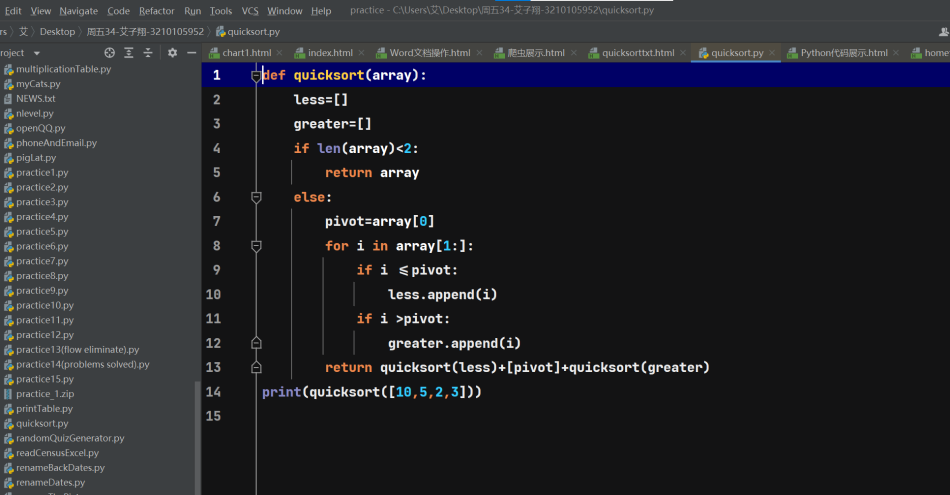 Edit View Navigate Code Refactor Run Tools VCS Window Help practice - C:\Users\艾\Desktop\周五34-艾子翔-3210105952\quicksort.py
rs 艾 Desktop 周五34-艾子翔-3210105952 quicksort.py
roject chart1.html index.html Word文档操作.html 爬虫展示.html quicksorttxt.html quicksort.py Python代码展示.html home
multiplicationTable.py
myCats.py
NEWS.txt
nlevel.py
openQQ.py
phoneAndEmail.py
pigLat.py
practice1.py
practice2.py
practice3.py
practice4.py
practice5.py
practice6.py
practice7.py
practice8.py
practice9.py
practice10.py
practice11.py
practice12.py
practice13(flow eliminate).py
practice14(problems solved).py
practice15.py
practice_1.zip
printTable.py
quicksort.py
randomQuizGenerator.py
readCensusExcel.py
renameBackDates.py
renameDates.py
1 def quicksort(array):
2 less=[]
3 greater=[]
4 if len(array)<2:
5 return array
6 else:
7 pivot=array[0]
8 for i in array[1:]:
9 if i ≤pivot:
10 less.append(i)
11 if i >pivot:
12 greater.append(i)
13 return quicksort(less)+[pivot]+quicksort(greater)
14 print(quicksort([10,5,2,3]))
15